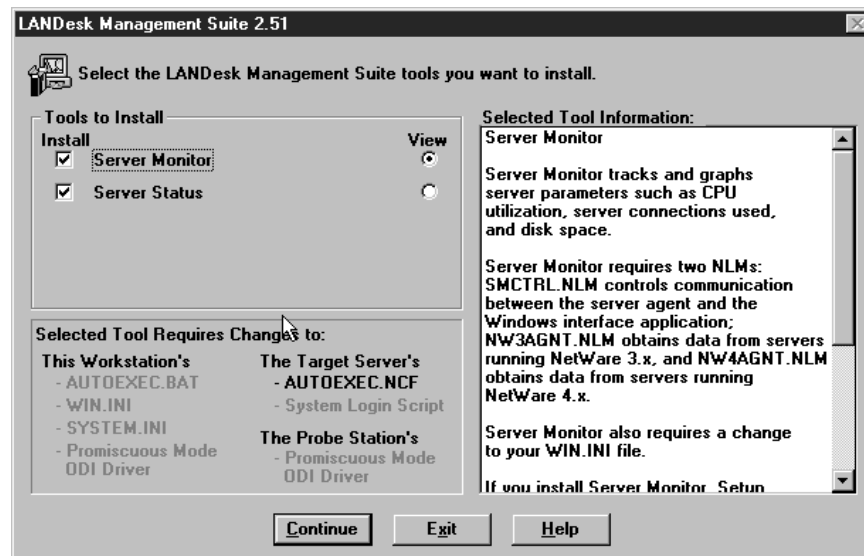 LANDesk Management Suite 2.51
Select the LANDesk Management Suite tools you want to install.
Tools to Install
Install View
Server Monitor
Server Status
Selected Tool Requires Changes to:
This Workstation's
- AUTOEXEC.BAT
- WIN.INI
- SYSTEM.INI
- Promiscuous Mode
ODI Driver
The Target Server's
- AUTOEXEC.NCF
- System Login Script
The Probe Station's
- Promiscuous Mode
ODI Driver
Selected Tool Information:
Server Monitor
Server Monitor tracks and graphs
server parameters such as CPU
utilization, server connections used,
and disk space.
Server Monitor requires two NLMs:
SMCTRL.NLM controls communication
between the server agent and the
Windows interface application;
NW3AGNT.NLM obtains data from servers
running NetWare 3.x, and NW4AGNT.NLM
obtains data from servers running
NetWare 4.x.
Server Monitor also requires a change
to your WIN.INI file.
If you install Server Monitor, Setup
Continue Exit Help